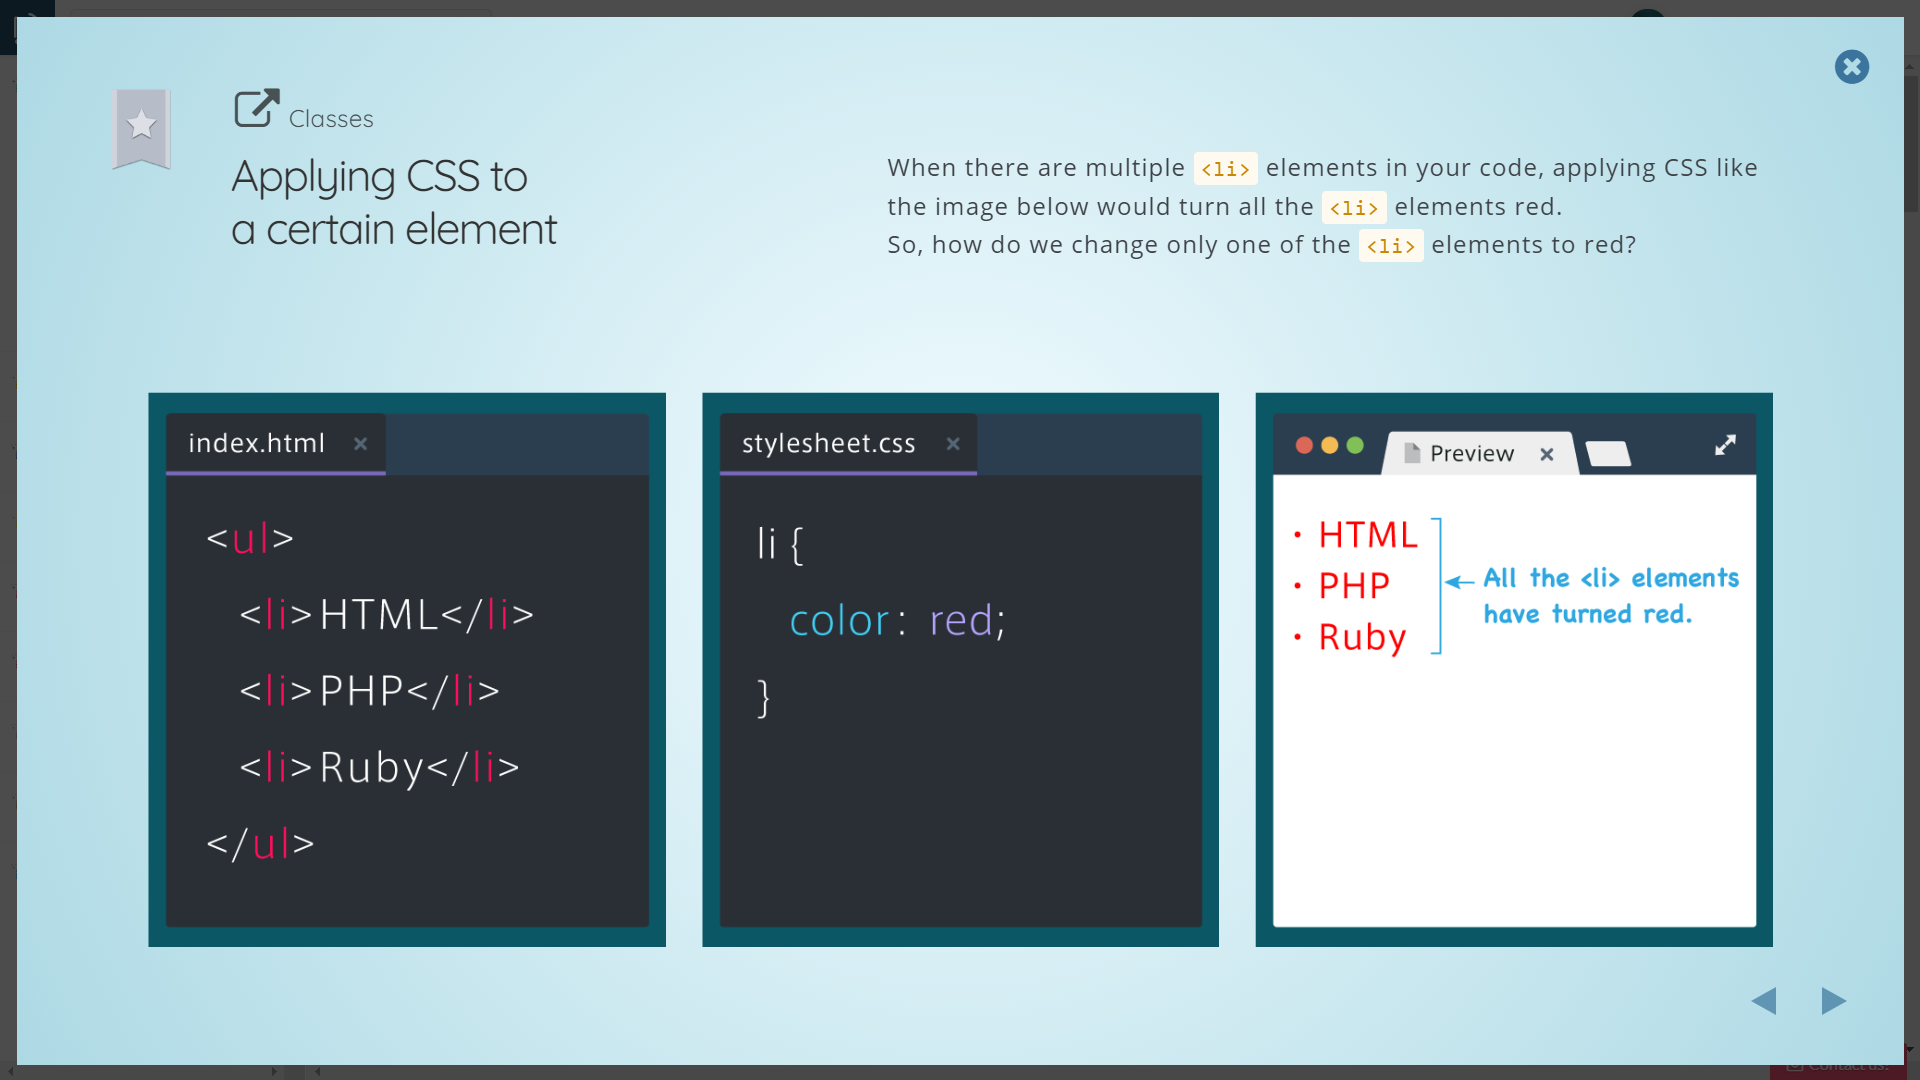 Classes
Applying CSS to
a certain element
When there are multiple <li> elements in your code, applying CSS like
the image below would turn all the <li> elements red.
So, how do we change only one of the <li> elements to red?
index.html
<ul>
<li>HTML</li>
<li>PHP</li>
<li>Ruby</li>
</ul>
stylesheet.css
li {
color: red;
}
Preview
• HTML
• PHP
• Ruby
All the <li> elements
have turned red.
Contact us!